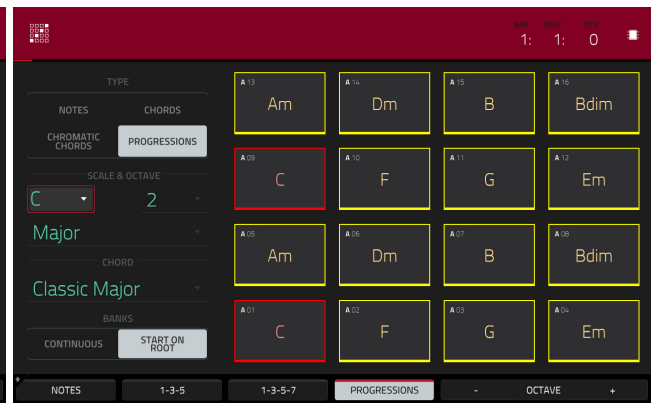 BAR BEAT TICK
1: 1: 0
TYPE
NOTES CHORDS
CHROMATIC CHORDS PROGRESSIONS
SCALE & OCTAVE
C 2
Major
CHORD
Classic Major
BANKS
CONTINUOUS START ON ROOT
A 13 A 14 A 15 A 16
Am Dm B Bdim
A 09 A 10 A 11 A 12
C F G Em
A 05 A 06 A 07 A 08
Am Dm B Bdim
A 01 A 02 A 03 A 04
C F G Em
NOTES 1-3-5 1-3-5-7 PROGRESSIONS - OCTAVE +